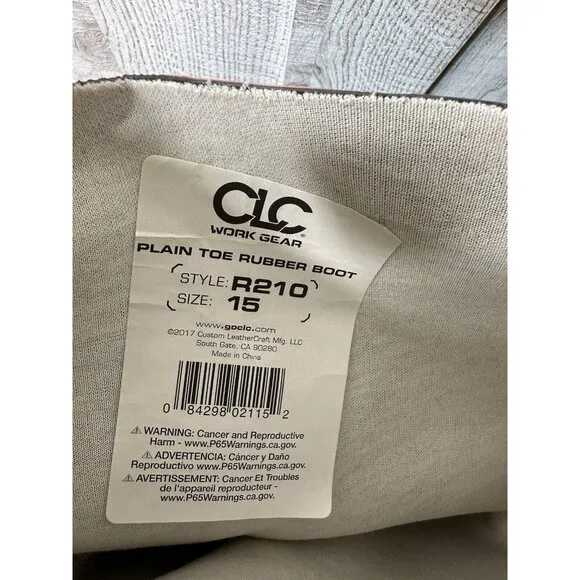 CLC
WORK GEAR®
PLAIN TOE RUBBER BOOT
STYLE: R210
SIZE: 15
www.goclc.com
©2017 Custom LeatherCraft Mfg. LLC
South Gate, CA 90280
Made in China
0 84298 02115 2
⚠WARNING: Cancer and Reproductive
Harm - www.P65Warnings.ca.gov.
⚠ADVERTENCIA: Cáncer y Daño
Reproductivo www.P65Warnings.ca.gov.
⚠AVERTISSEMENT: Cancer Et Troubles
de l'appareil reproducteur -
www.P65Warnings.ca.gov.